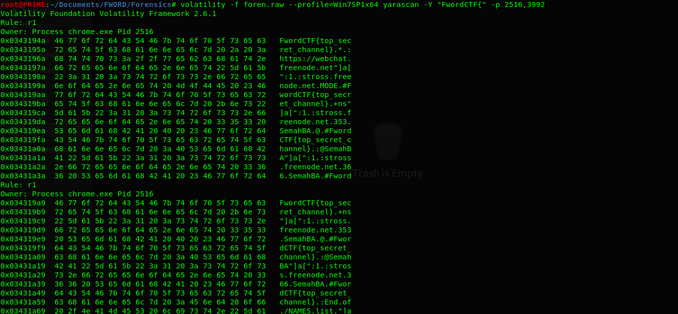 root@PRIME:~/Documents/FWORD/Forensics# volatility -f foren.raw --profile=Win7SP1x64 yarascan -Y "FwordCTF{" -p 2516,3992
Volatility Foundation Volatility Framework 2.6.1
Rule: r1
Owner: Process chrome.exe Pid 2516
0x0343194a  46 77 6f 72 64 43 54 46 7b 74 6f 70 5f 73 65 63   FwordCTF{top_sec
0x0343195a  72 65 74 5f 63 68 61 6e 6e 65 6c 7d 20 2a 20 3a   ret_channel}.*.:
0x0343196a  68 74 74 70 73 3a 2f 2f 77 65 62 63 68 61 74 2e   https://webchat.
0x0343197a  66 72 65 65 6e 6f 64 65 2e 6e 65 74 22 5d 61 5b   freenode.net"]a[
0x0343198a  22 3a 31 20 3a 73 74 72 6f 73 73 2e 66 72 65 65   ":1.:stross.free
0x0343199a  6e 6f 64 65 2e 6e 65 74 20 4d 4f 44 45 20 23 46   node.net.MODE.#F
0x034319aa  77 6f 72 64 43 54 46 7b 74 6f 70 5f 73 65 63 72   wordCTF{top_secr
0x034319ba  65 74 5f 63 68 61 6e 6e 65 6c 7d 20 2b 6e 73 22   et_channel}.+ns"
0x034319ca  5d 61 5b 22 3a 31 20 3a 73 74 72 6f 73 73 2e 66   ]a[":1.:stross.f
0x034319da  72 65 65 6e 6f 64 65 2e 6e 65 74 20 33 35 33 20   reenode.net.353.
0x034319ea  53 65 6d 61 68 42 41 20 40 20 23 46 77 6f 72 64   SemahBA.@.#Fword
0x034319fa  43 54 46 7b 74 6f 70 5f 73 65 63 72 65 74 5f 63   CTF{top_secret_c
0x03431a0a  68 61 6e 6e 65 6c 7d 20 3a 40 53 65 6d 61 68 42   hannel}.:@SemahB
0x03431a1a  41 22 5d 61 5b 22 3a 31 20 3a 73 74 72 6f 73 73   A"]a[":1.:stross
0x03431a2a  2e 66 72 65 65 6e 6f 64 65 2e 6e 65 74 20 33 36   .freenode.net.36
0x03431a3a  36 20 53 65 6d 61 68 42 41 20 23 46 77 6f 72 64   6.SemahBA.#Fword
Rule: r1
Owner: Process chrome.exe Pid 2516
0x034319a9  46 77 6f 72 64 43 54 46 7b 74 6f 70 5f 73 65 63   FwordCTF{top_sec
0x034319b9  72 65 74 5f 63 68 61 6e 6e 65 6c 7d 20 2b 6e 73   ret_channel}.+ns
0x034319c9  22 5d 61 5b 22 3a 31 20 3a 73 74 72 6f 73 73 2e   "]a[":1.:stross.
0x034319d9  66 72 65 65 6e 6f 64 65 2e 6e 65 74 20 33 35 33   freenode.net.353
0x034319e9  20 53 65 6d 61 68 42 41 20 40 20 23 46 77 6f 72   .SemahBA.@.#Fwor
0x034319f9  64 43 54 46 7b 74 6f 70 5f 73 65 63 72 65 74 5f   dCTF{top_secret_
0x03431a09  63 68 61 6e 6e 65 6c 7d 20 3a 40 53 65 6d 61 68   channel}.:@Semah
0x03431a19  42 41 22 5d 61 5b 22 3a 31 20 3a 73 74 72 6f 73   BA"]a[":1.:stros
0x03431a29  73 2e 66 72 65 65 6e 6f 64 65 2e 6e 65 74 20 33   s.freenode.net.3
0x03431a39  36 36 20 53 65 6d 61 68 42 41 20 23 46 77 6f 72   66.SemahBA.#Fwor
0x03431a49  64 43 54 46 7b 74 6f 70 5f 73 65 63 72 65 74 5f   dCTF{top_secret_
0x03431a59  63 68 61 6e 6e 65 6c 7d 20 3a 45 6e 64 20 6f 66   channel}.:End.of
0x03431a69  20 2f 4e 41 4d 45 53 20 6c 69 73 74 2e 22 5d 61   ./NAMES.list."]a
Trash is Empty